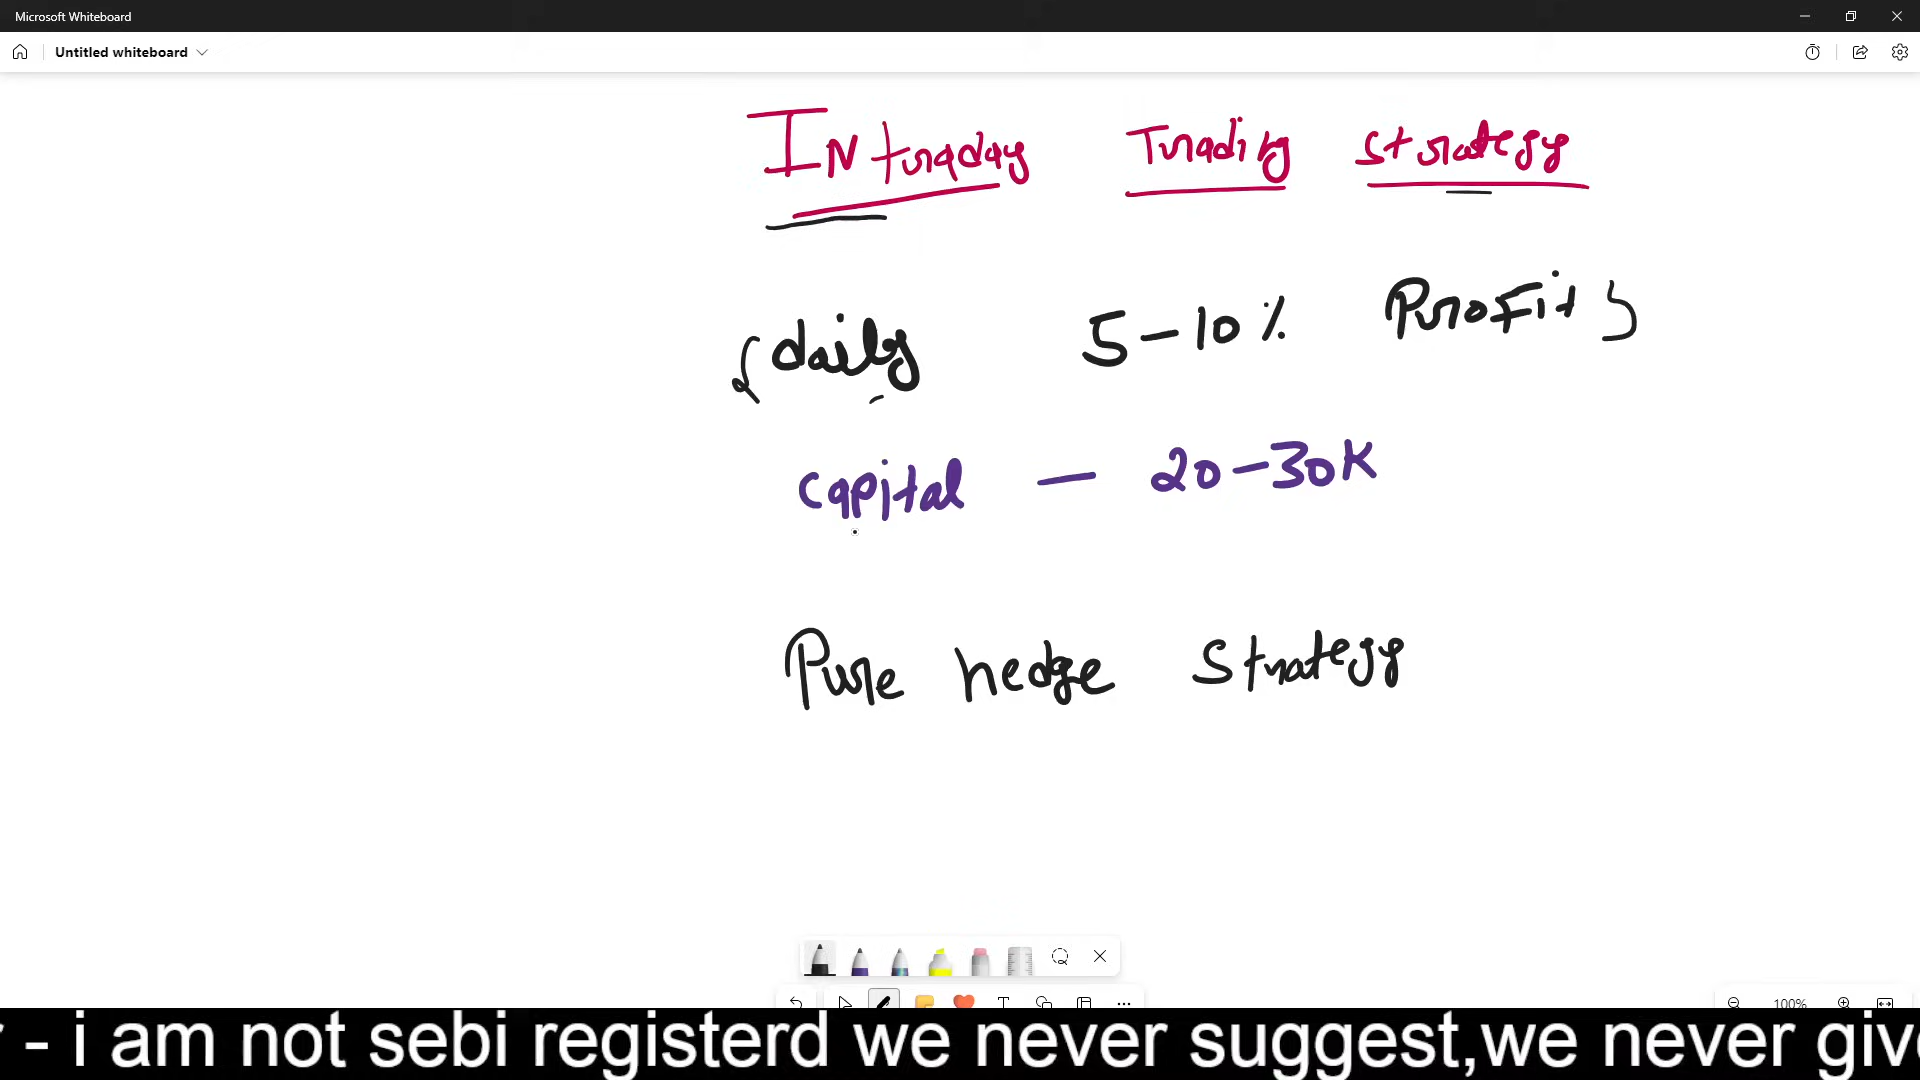 Microsoft Whiteboard
Untitled whiteboard
Intraday Trading Strategy
daily 5-10% Profit
capital - 20-30K
Pure hedge Strategy
100%
- i am not sebi registerd we never suggest,we never giv